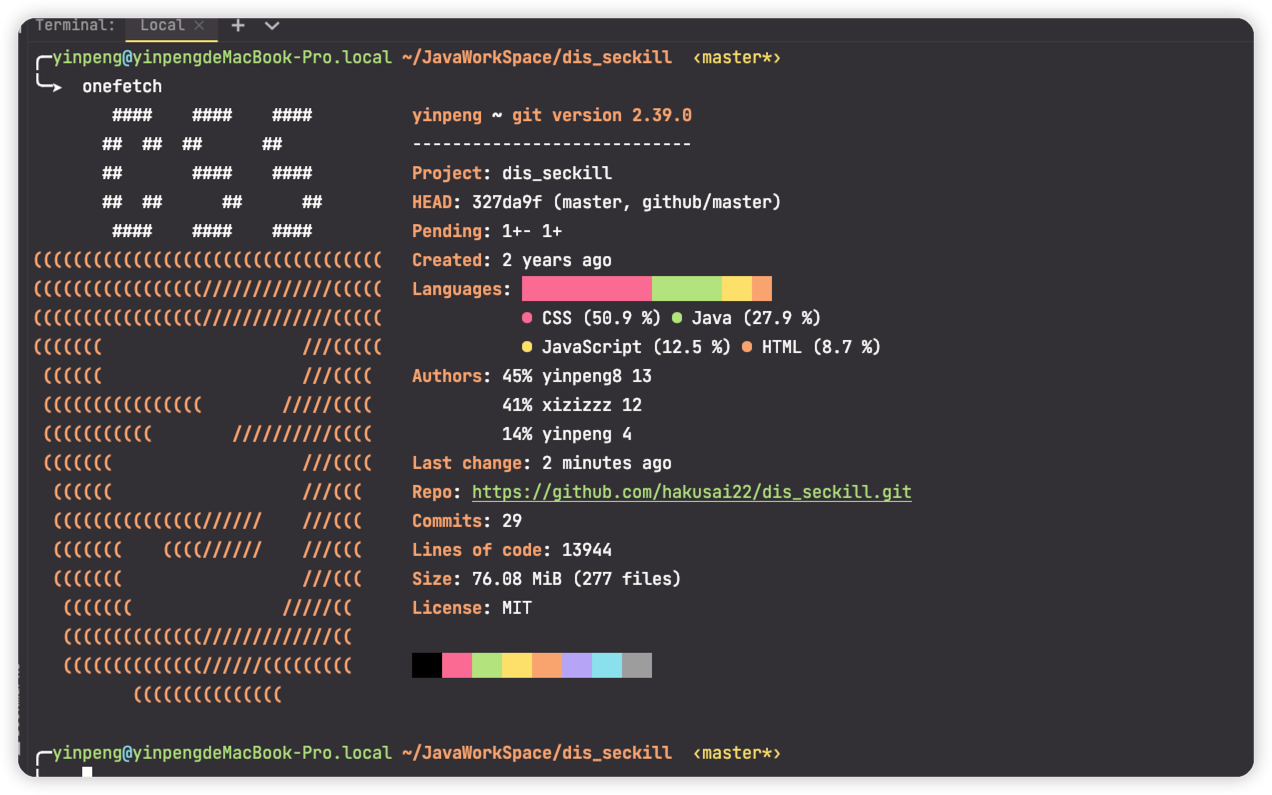 Terminal: Local × +
yinpeng@yinpengdeMacBook-Pro.local ~/JavaWorkSpace/dis_seckill ‹master*›
onefetch
#### #### #### yinpeng ~ git version 2.39.0
## ## ## ## ----------------------------
## #### #### Project: dis_seckill
## ## ## ## HEAD: 327da9f (master, github/master)
#### #### #### Pending: 1+- 1+
((((((((((((((((((((((((((((((((((( Created: 2 years ago
(((((((((((((((((/////////////((((( Languages:
(((((((((((((((((/////////////((((( ● CSS (50.9 %) ● Java (27.9 %)
((((((( ///((((( ● JavaScript (12.5 %) ● HTML (8.7 %)
(((((( ///(((( Authors: 45% yinpeng8 13
(((((((((((((((( /////(((( 41% xizizzz 12
((((((((((( //////////(((( 14% yinpeng 4
((((((( ///(((( Last change: 2 minutes ago
(((((( ///((( Repo: https://github.com/hakusai22/dis_seckill.git
(((((((((((((((////// ///((( Commits: 29
((((((( ((((////// ///((( Lines of code: 13944
((((((( ///((( Size: 76.08 MiB (277 files)
((((((( /////(( License: MIT
((((((((((((((/////////////((
((((((((((((((//////(((((((((
(((((((((((((((
yinpeng@yinpengdeMacBook-Pro.local ~/JavaWorkSpace/dis_seckill ‹master*›